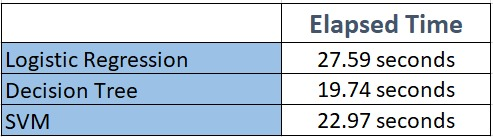 Elapsed Time
Logistic Regression 27.59 seconds
Decision Tree 19.74 seconds
SVM 22.97 seconds